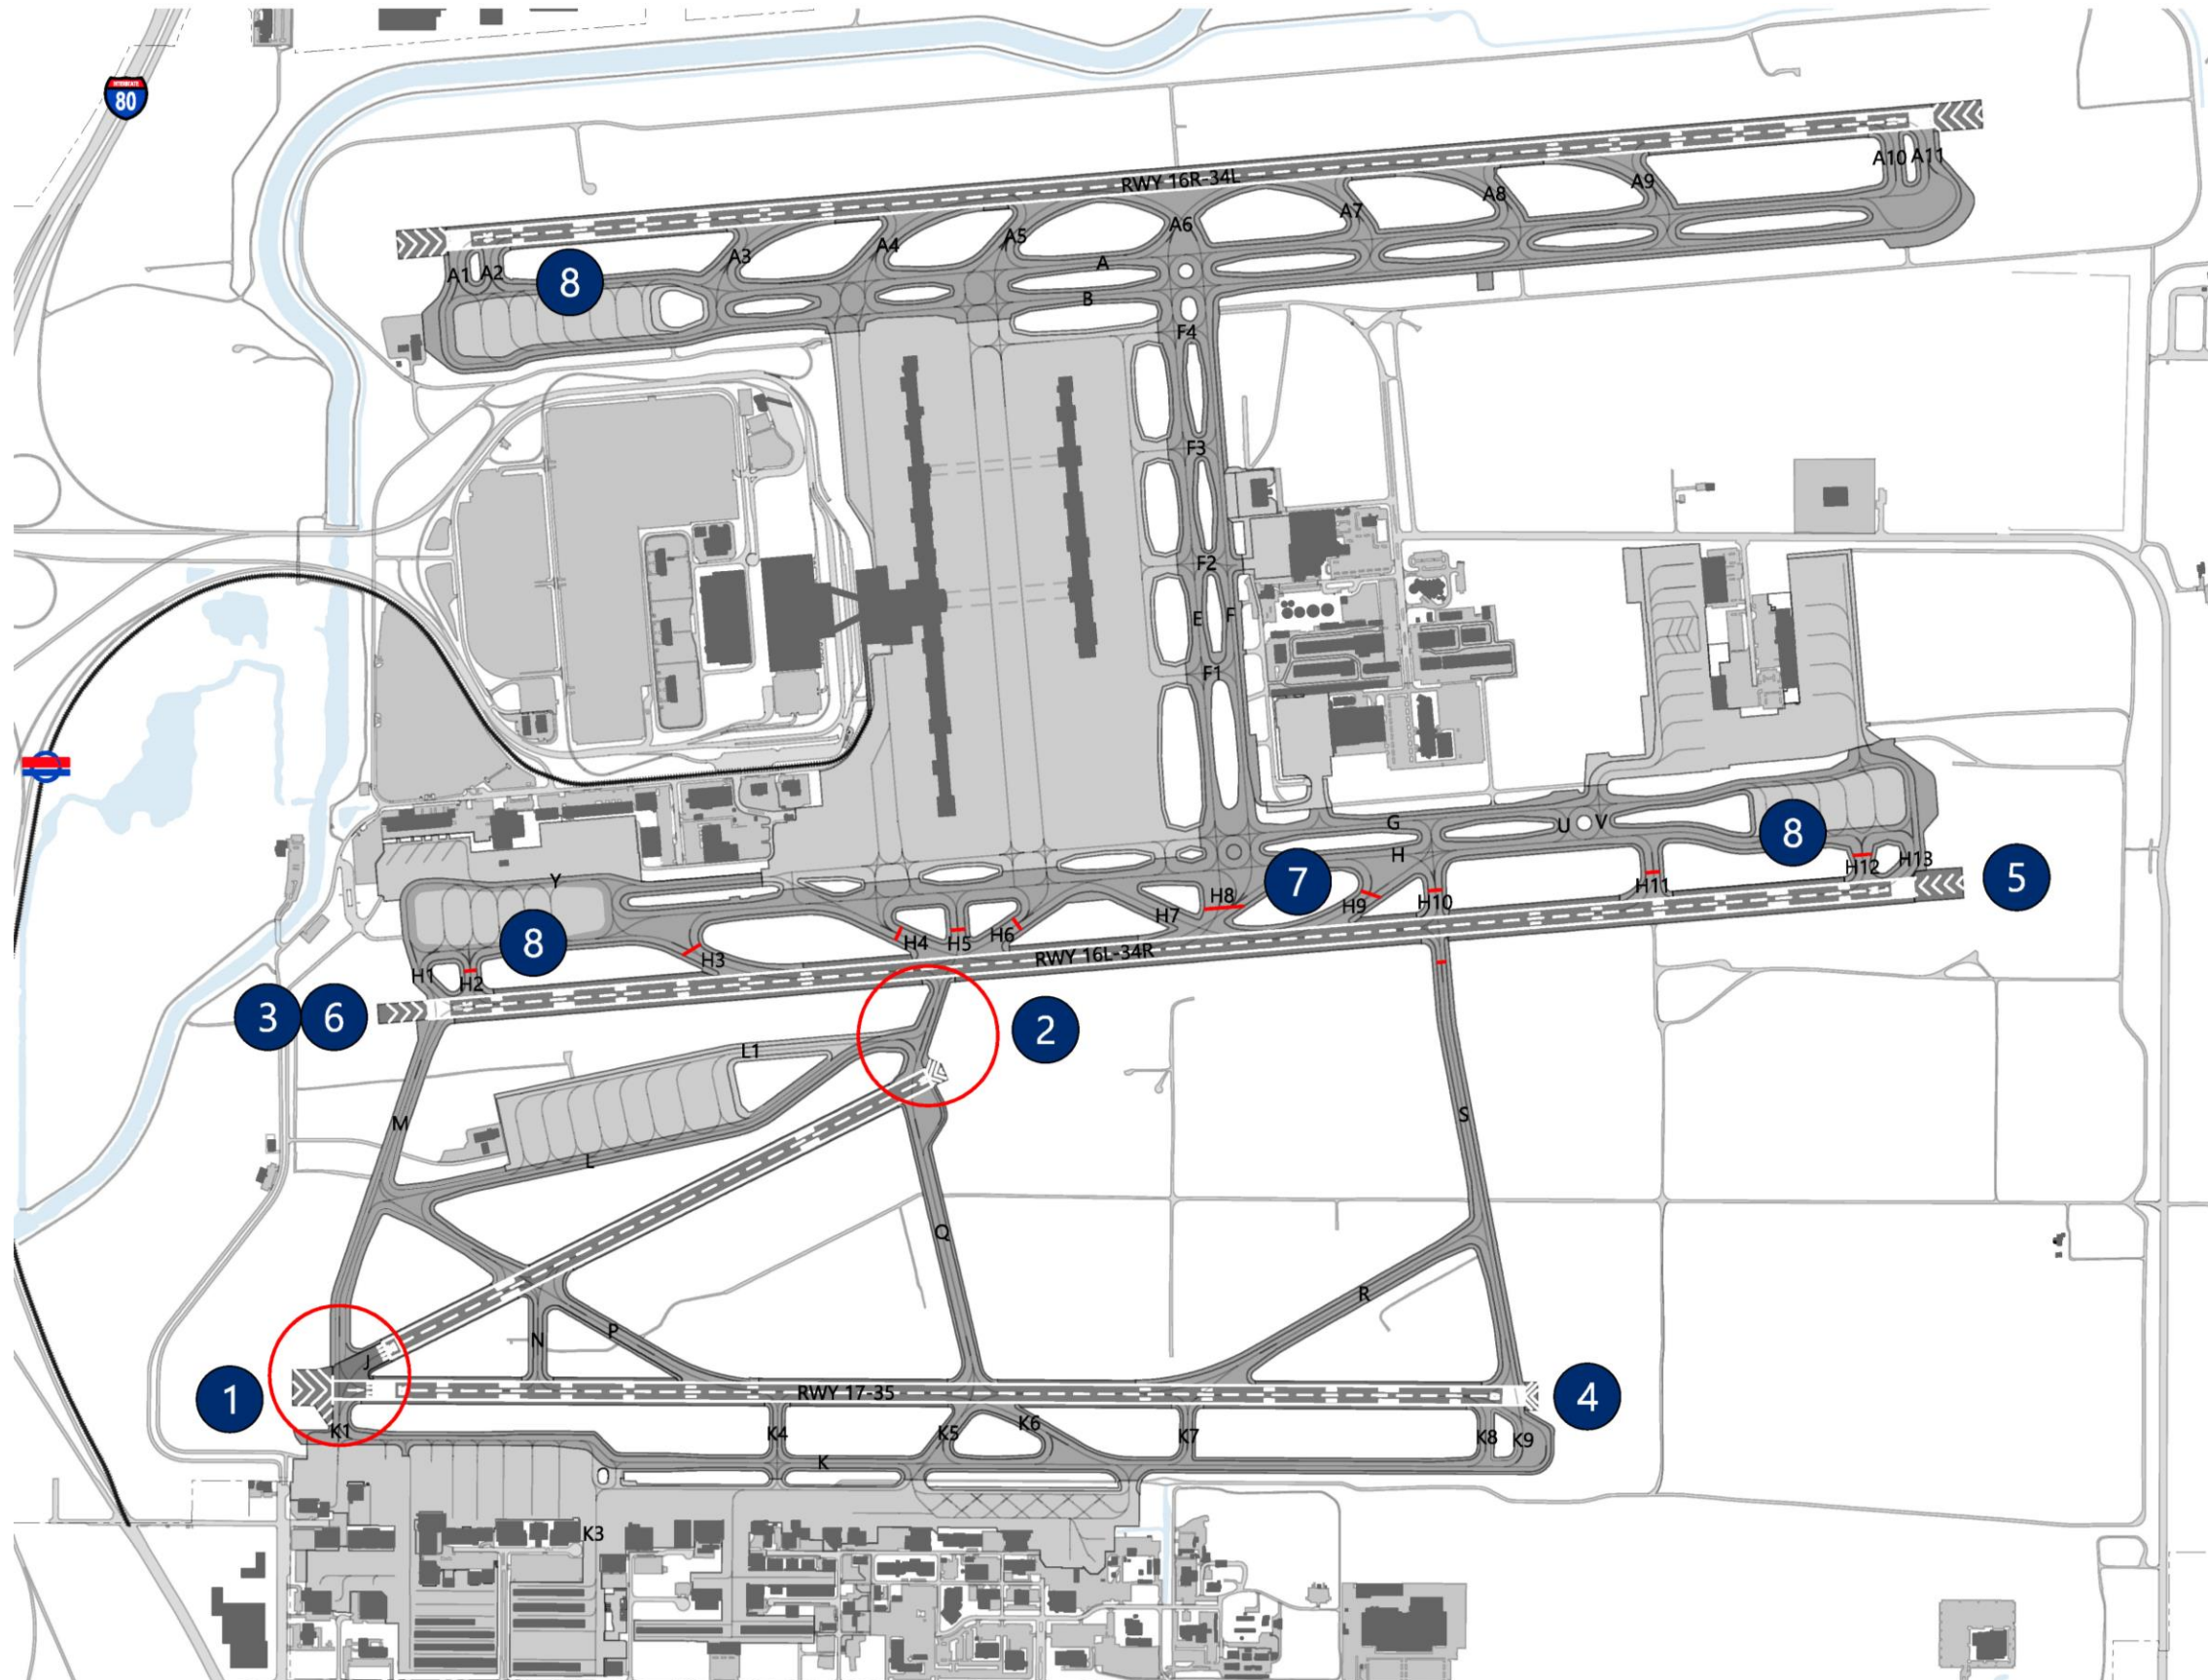 INTERSTATE
80
RWY 16R-34L
A10
A11
A9
A8
A7
A6
A5
A4
A3
A1
A2
8
A
B
F4
F3
F2
E
F
F1
G
U
V
8
H
H12
H13
5
7
H11
H10
H9
H8
H7
Y
H6
H5
H4
H3
8
H1
H2
RWY 16L-34R
3
6
2
L1
M
S
L
Q
R
N
P
J
1
RWY 17-35
4
K1
K4
K5
K6
K7
K8
K9
K
K3